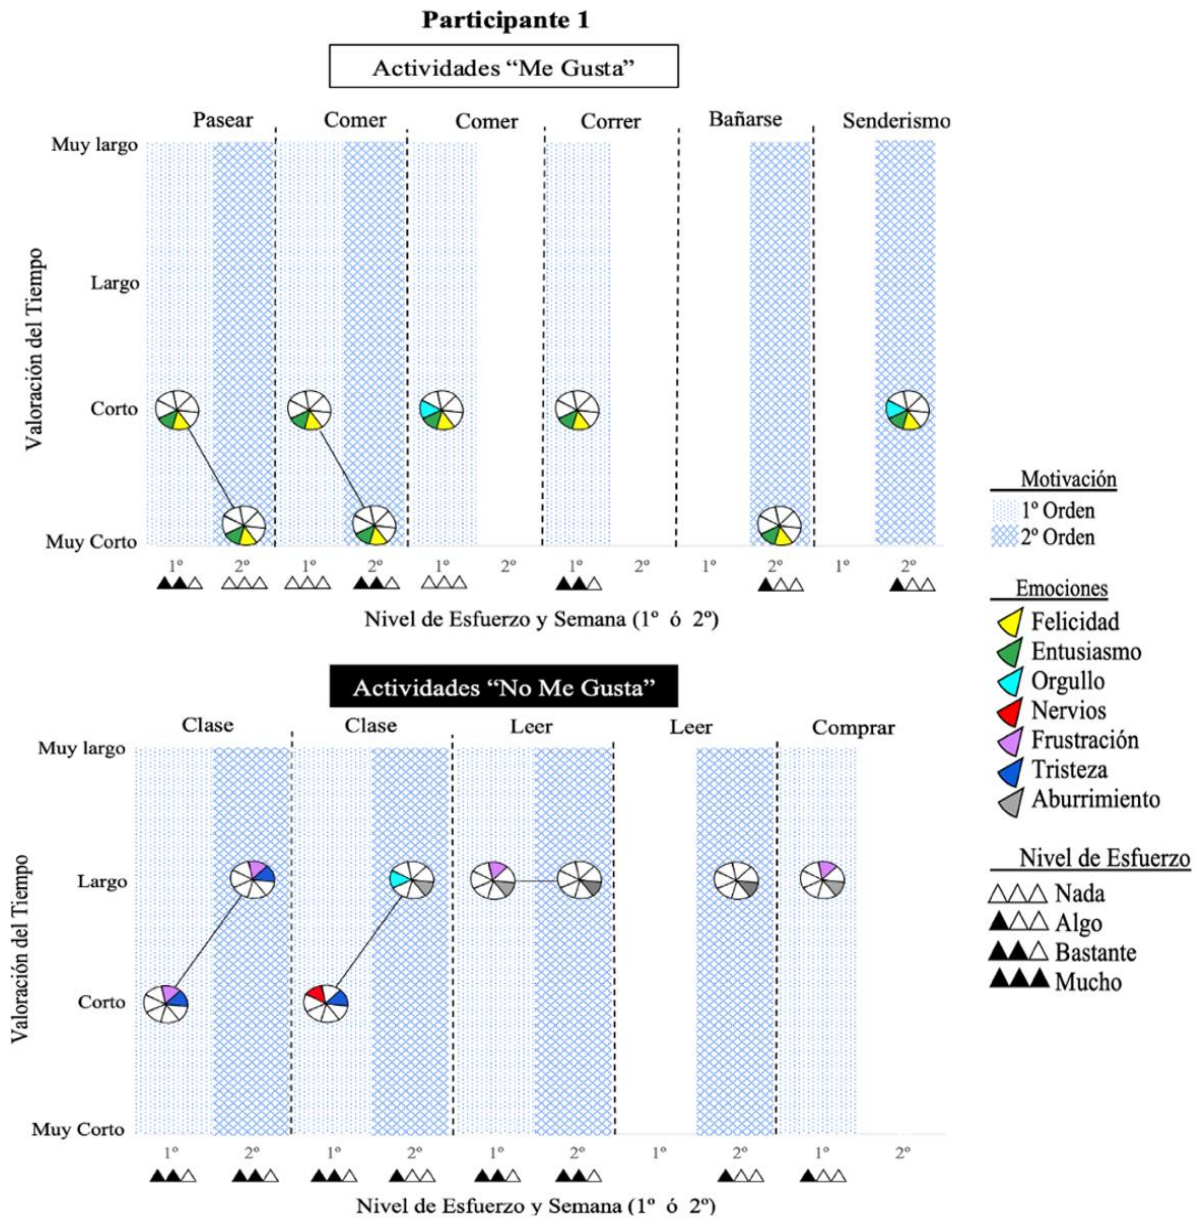 Participante 1
Actividades “Me Gusta”
Pasear Comer Comer Correr Bañarse Senderismo
Valoración del Tiempo
Muy largo
Largo
Corto
Muy Corto
1º 2º 1º 2º 1º 2º 1º 2º 1º 2º 1º 2º
Nivel de Esfuerzo y Semana (1º ó 2º)
Motivación
1º Orden
2º Orden
Emociones
Felicidad
Entusiasmo
Orgullo
Nervios
Frustración
Tristeza
Aburrimiento
Nivel de Esfuerzo
Nada
Algo
Bastante
Mucho
Actividades “No Me Gusta”
Clase Clase Leer Leer Comprar
Valoración del Tiempo
Muy largo
Largo
Corto
Muy Corto
1º 2º 1º 2º 1º 2º 1º 2º 1º 2º
Nivel de Esfuerzo y Semana (1º ó 2º)